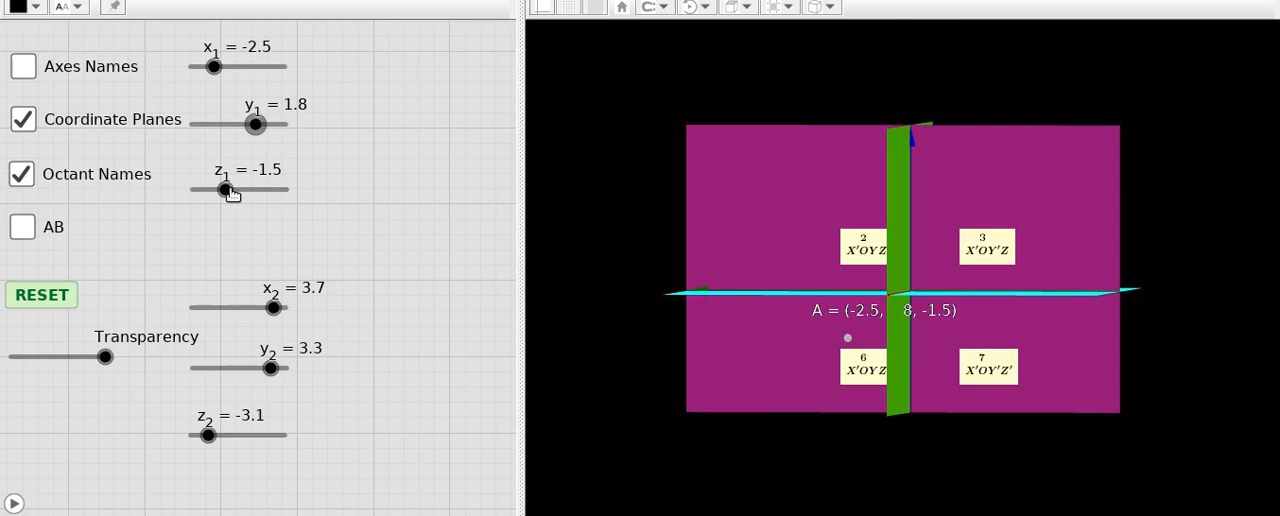 AA
x1 = -2.5
Axes Names
y1 = 1.8
Coordinate Planes
z1 = -1.5
Octant Names
AB
x2 = 3.7
RESET
Transparency
y2 = 3.3
z2 = -3.1
2
X'OYZ
3
X'OY'Z
A = (-2.5, 8, -1.5)
6
X'OYZ
7
X'OY'Z'